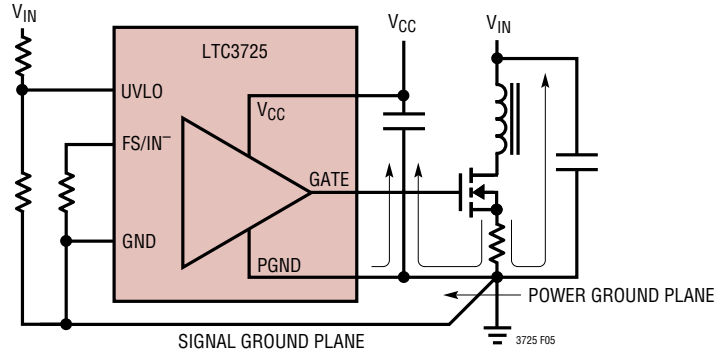 VIN
VCC
VIN
LTC3725
UVLO
VCC
FS/IN–
GATE
GND
PGND
POWER GROUND PLANE
SIGNAL GROUND PLANE
3725 F05